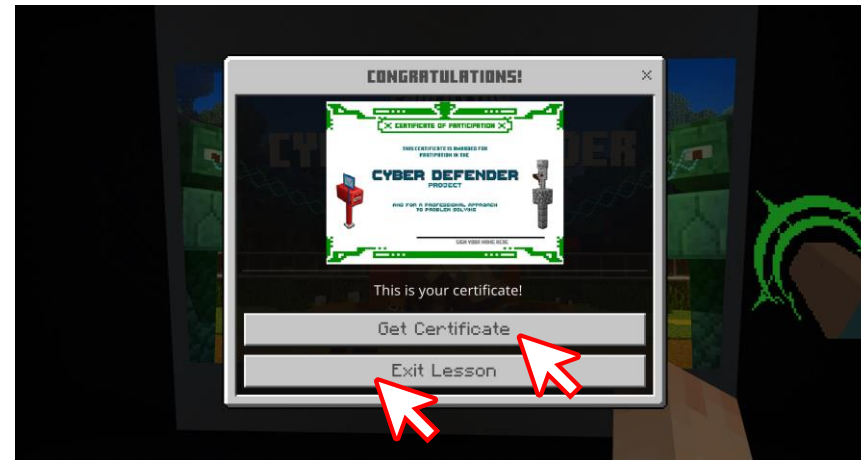 CONGRATULATIONS!
CERTIFICATE OF PARTICIPATION
THIS CERTIFICATE IS AWARDED FOR
PARTIPATION IN THE
CYBER DEFENDER
PROJECT
AND FOR A PROFESSIONAL APPROACH
TO PROBLEM SOLVING
SIGN YOUR NAME HERE
This is your certificate!
Get Certificate
Exit Lesson